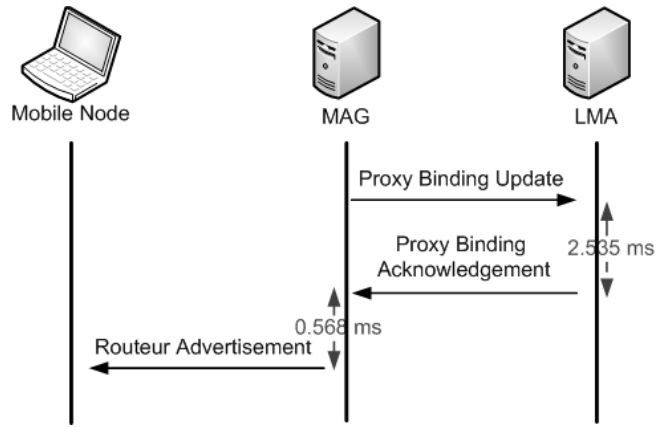 Mobile Node
MAG
LMA
Proxy Binding Update
2.535 ms
Proxy Binding
Acknowledgement
0.568 ms
Routeur Advertisement